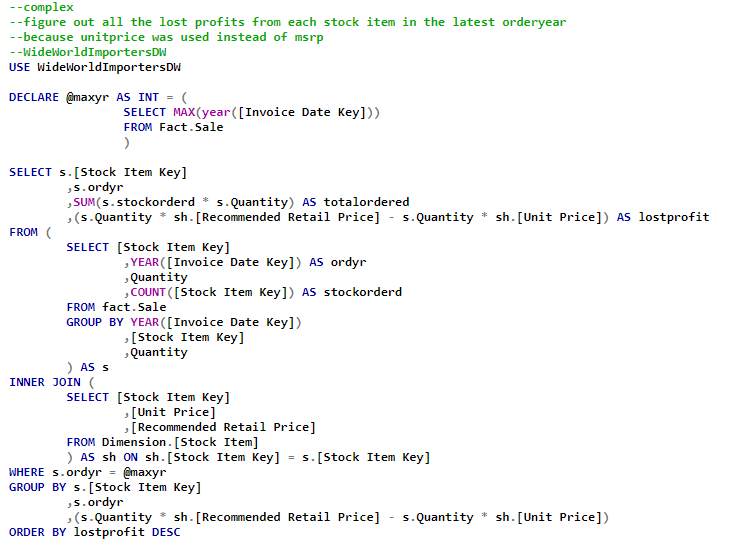 --complex
--figure out all the lost profits from each stock item in the latest orderyear
--because unitprice was used instead of msrp
--WideWorldImportersDW
USE WideWorldImportersDW

DECLARE @maxyr AS INT = (
		SELECT MAX(year([Invoice Date Key]))
		FROM Fact.Sale
		)

SELECT s.[Stock Item Key]
	,s.ordyr
	,SUM(s.stockorderd * s.Quantity) AS totalordered
	,(s.Quantity * sh.[Recommended Retail Price] - s.Quantity * sh.[Unit Price]) AS lostprofit
FROM (
	SELECT [Stock Item Key]
		,YEAR([Invoice Date Key]) AS ordyr
		,Quantity
		,COUNT([Stock Item Key]) AS stockorderd
	FROM fact.Sale
	GROUP BY YEAR([Invoice Date Key])
		,[Stock Item Key]
		,Quantity
	) AS s
INNER JOIN (
	SELECT [Stock Item Key]
		,[Unit Price]
		,[Recommended Retail Price]
	FROM Dimension.[Stock Item]
	) AS sh ON sh.[Stock Item Key] = s.[Stock Item Key]
WHERE s.ordyr = @maxyr
GROUP BY s.[Stock Item Key]
	,s.ordyr
	,(s.Quantity * sh.[Recommended Retail Price] - s.Quantity * sh.[Unit Price])
ORDER BY lostprofit DESC